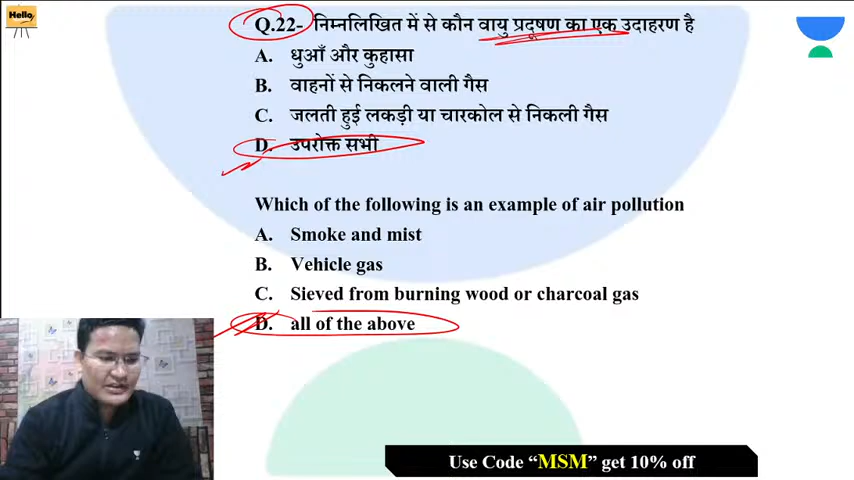 Hello
Q.22- निम्नलिखित में से कौन वायु प्रदूषण का एक उदाहरण है
A. धुआँ और कुहासा
B. वाहनों से निकलने वाली गैस
C. जलती हुई लकड़ी या चारकोल से निकली गैस
D. उपरोक्त सभी
Which of the following is an example of air pollution
A. Smoke and mist
B. Vehicle gas
C. Sieved from burning wood or charcoal gas
D. all of the above
Use Code “MSM” get 10% off